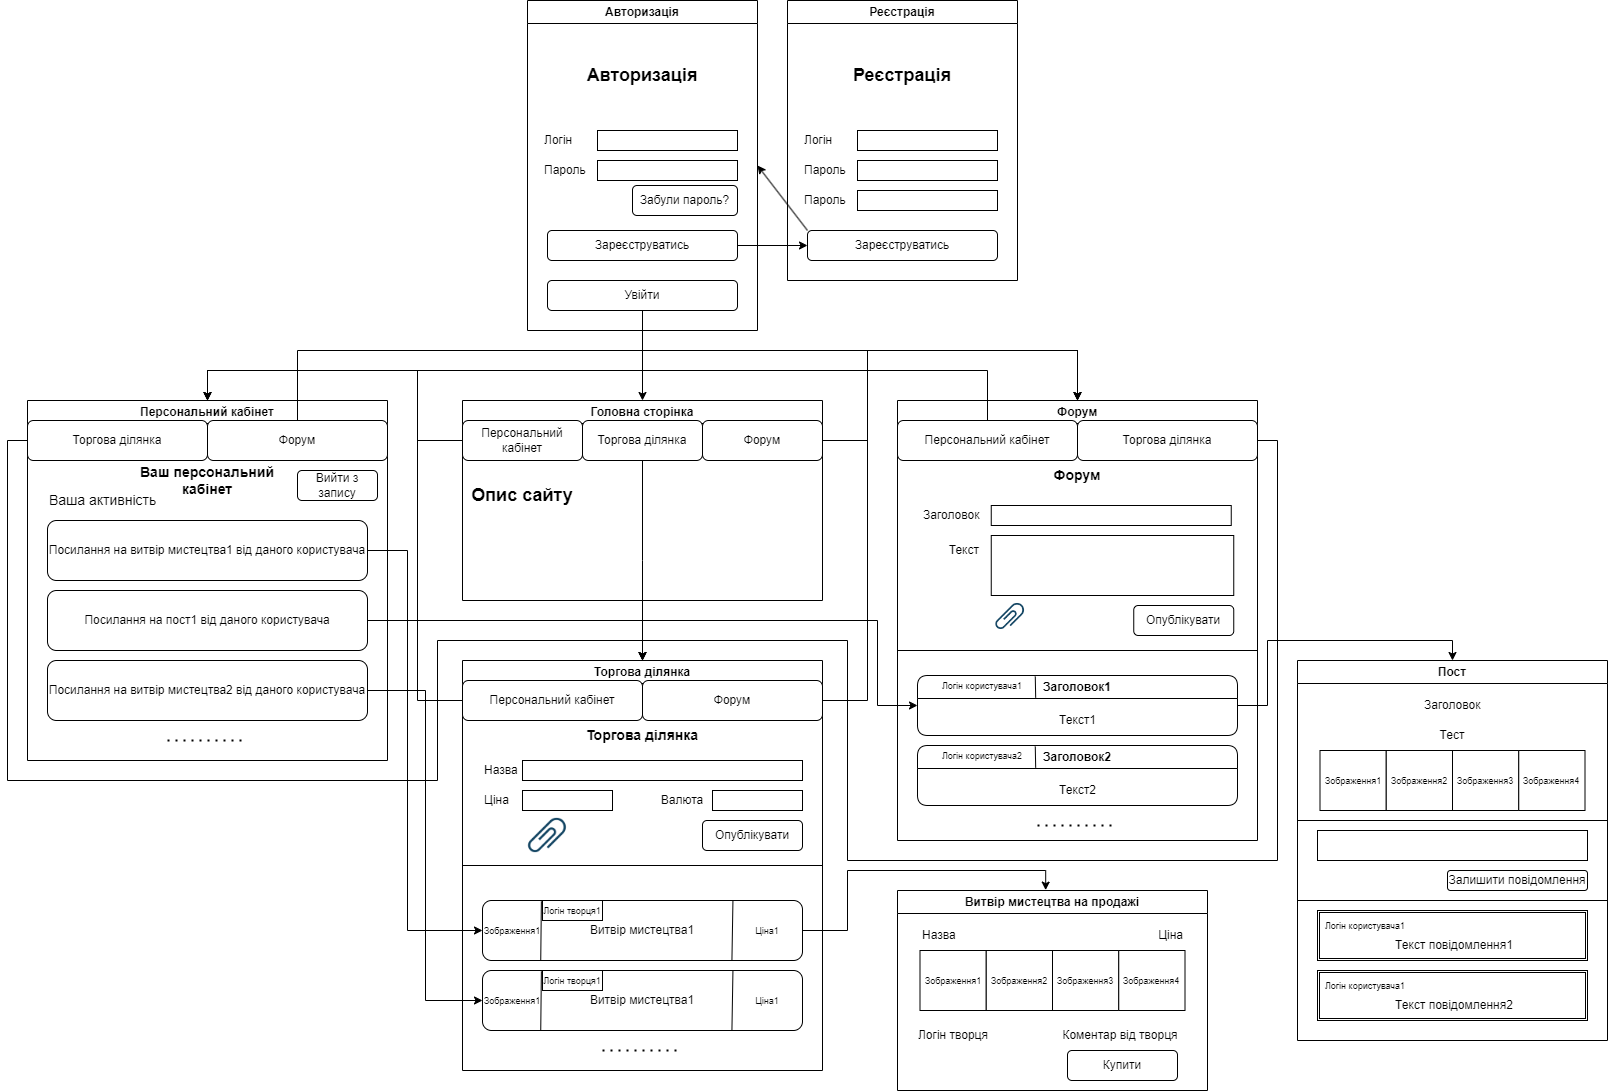 Авторизація
Авторизація
Логін
Пароль
Забули пароль?
Зареєструватись
Увійти
Реєстрація
Реєстрація
Логін
Пароль
Пароль
Зареєструватись
Персональний кабінет
Торгова ділянка
Форум
Ваш персональний
кабінет
Вийти з
запису
Ваша активність
Посилання на витвір мистецтва1 від даного користувача
Посилання на пост1 від даного користувача
Посилання на витвір мистецтва2 від даного користувача
. . . . . . . . . .
Головна сторінка
Персональний
кабінет
Торгова ділянка
Форум
Опис сайту
Торгова ділянка
Персональний кабінет
Форум
Торгова ділянка
Назва
Ціна
Валюта
Опублікувати
Зображення1
Логін творця1
Витвір мистецтва1
Ціна1
Зображення1
Логін творця1
Витвір мистецтва1
Ціна1
. . . . . . . . . .
Форум
Персональний кабінет
Торгова ділянка
Форум
Заголовок
Текст
Опублікувати
Логін користувача1
Заголовок1
Текст1
Логін користувача2
Заголовок2
Текст2
. . . . . . . . . .
Витвір мистецтва на продажі
Назва
Ціна
Зображення1
Зображення2
Зображення3
Зображення4
Логін творця
Коментар від творця
Купити
Пост
Заголовок
Тест
Зображення1
Зображення2
Зображення3
Зображення4
Залишити повідомлення
Логін користувача1
Текст повідомлення1
Логін користувача1
Текст повідомлення2